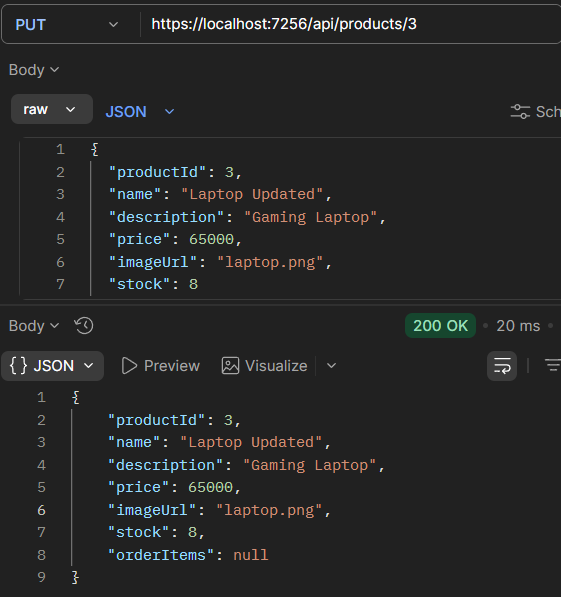 PUT https://localhost:7256/api/products/3
Body
raw JSON Sch
1 {
2 "productId": 3,
3 "name": "Laptop Updated",
4 "description": "Gaming Laptop",
5 "price": 65000,
6 "imageUrl": "laptop.png",
7 "stock": 8
Body 200 OK • 20 ms •
{} JSON Preview Visualize
1 {
2 "productId": 3,
3 "name": "Laptop Updated",
4 "description": "Gaming Laptop",
5 "price": 65000,
6 "imageUrl": "laptop.png",
7 "stock": 8,
8 "orderItems": null
9 }